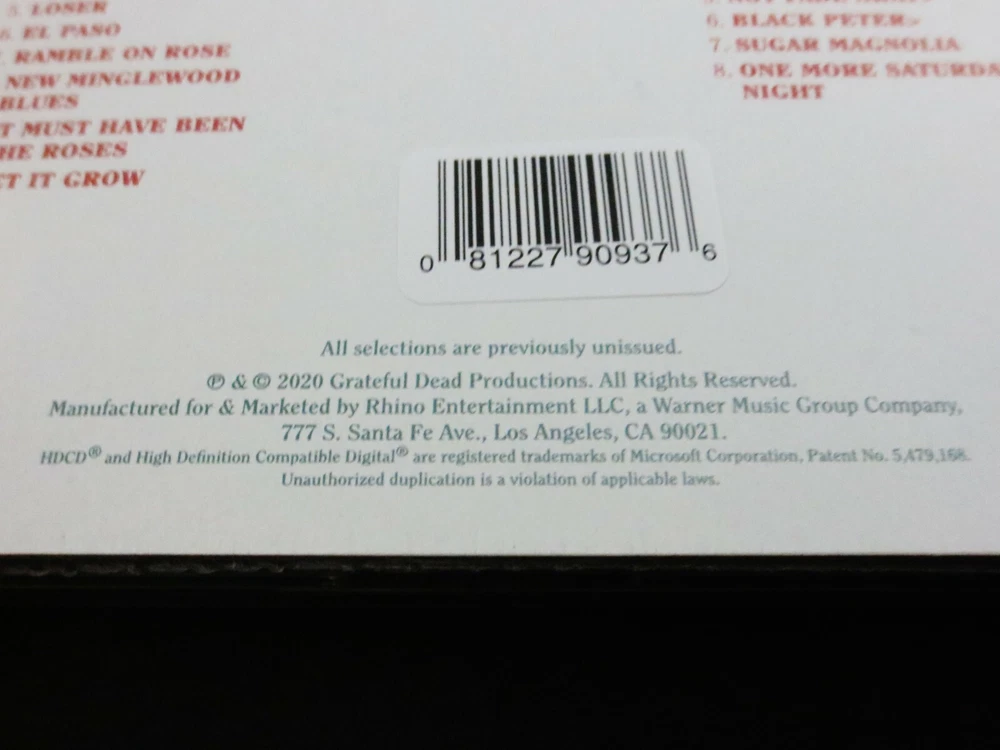 5. LOSER
6. EL PASO
RAMBLE ON ROSE
NEW MINGLEWOOD
BLUES
T MUST HAVE BEEN
HE ROSES
ET IT GROW
6. BLACK PETER>
7. SUGAR MAGNOLIA
8. ONE MORE SATURDA
NIGHT
0 81227 90937 6
All selections are previously unissued.
℗ & © 2020 Grateful Dead Productions. All Rights Reserved.
Manufactured for & Marketed by Rhino Entertainment LLC, a Warner Music Group Company,
777 S. Santa Fe Ave., Los Angeles, CA 90021.
HDCD® and High Definition Compatible Digital® are registered trademarks of Microsoft Corporation, Patent No. 5,479,168.
Unauthorized duplication is a violation of applicable laws.